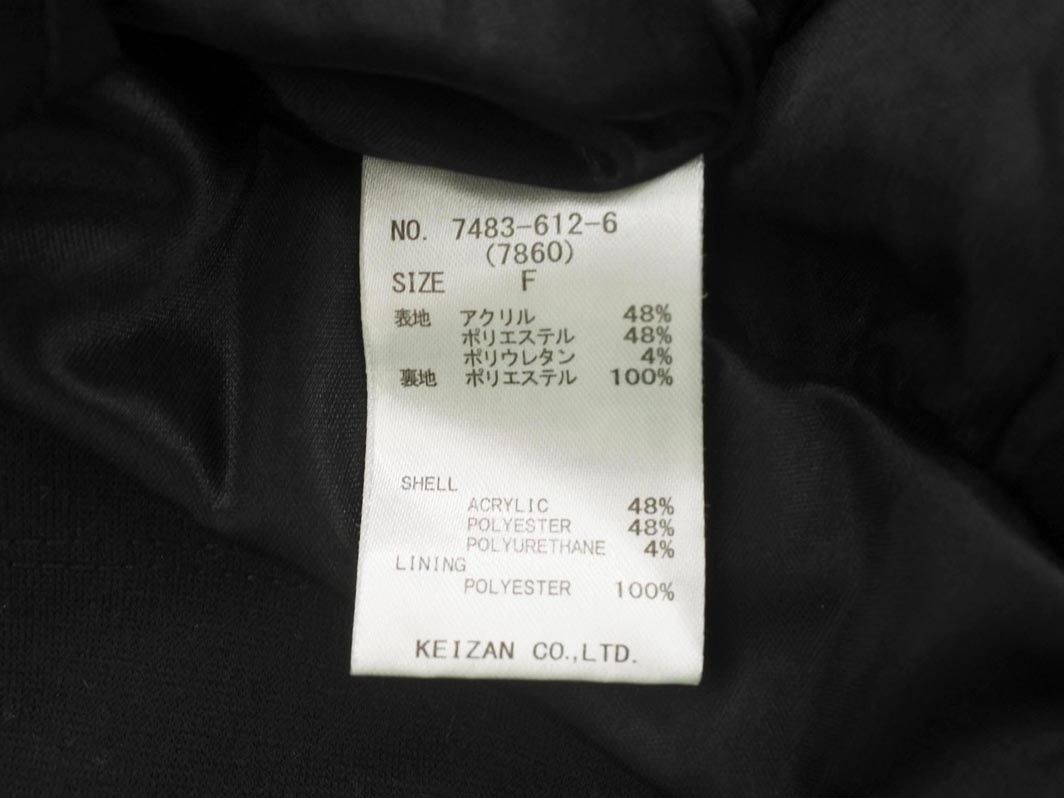 NO. 7483-612-6
(7860)
SIZE F
表地 アクリル 48%
ポリエステル 48%
ポリウレタン 4%
裏地 ポリエステル 100%
SHELL
ACRYLIC 48%
POLYESTER 48%
POLYURETHANE 4%
LINING
POLYESTER 100%
KEIZAN CO.,LTD.